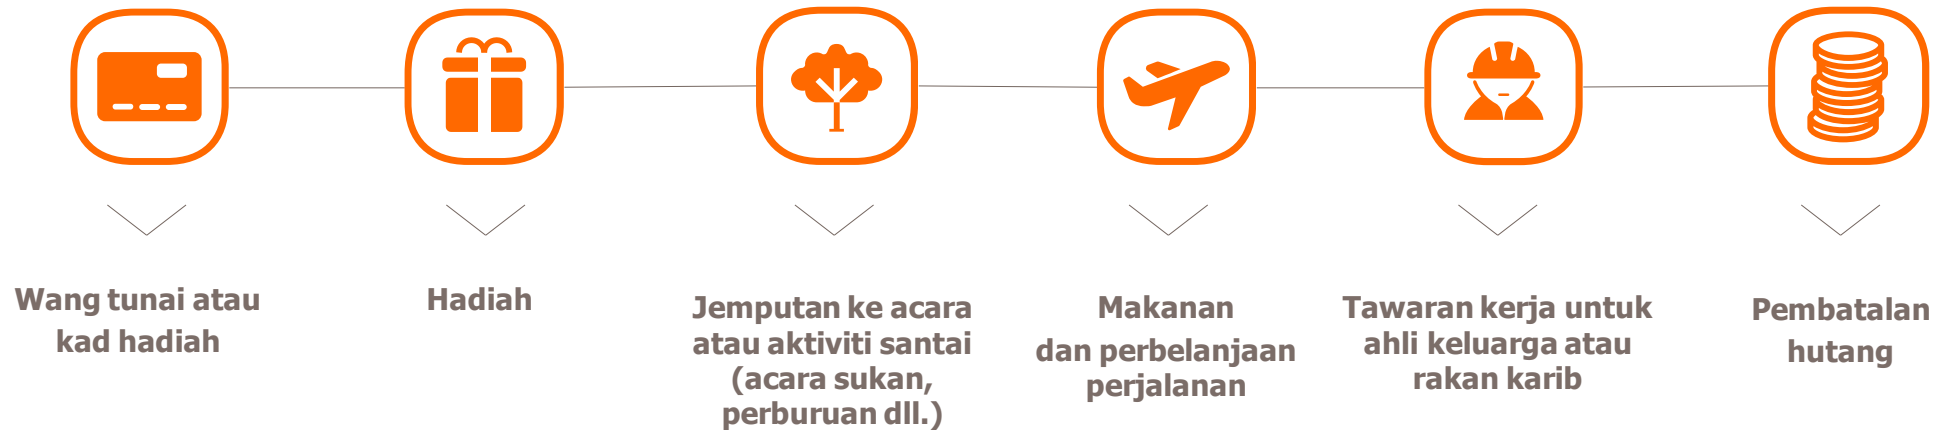 Wang tunai atau
kad hadiah
Hadiah
Jemputan ke acara
atau aktiviti santai
(acara sukan,
perburuan dll.)
Makanan
dan perbelanjaan
perjalanan
Tawaran kerja untuk
ahli keluarga atau
rakan karib
Pembatalan
hutang